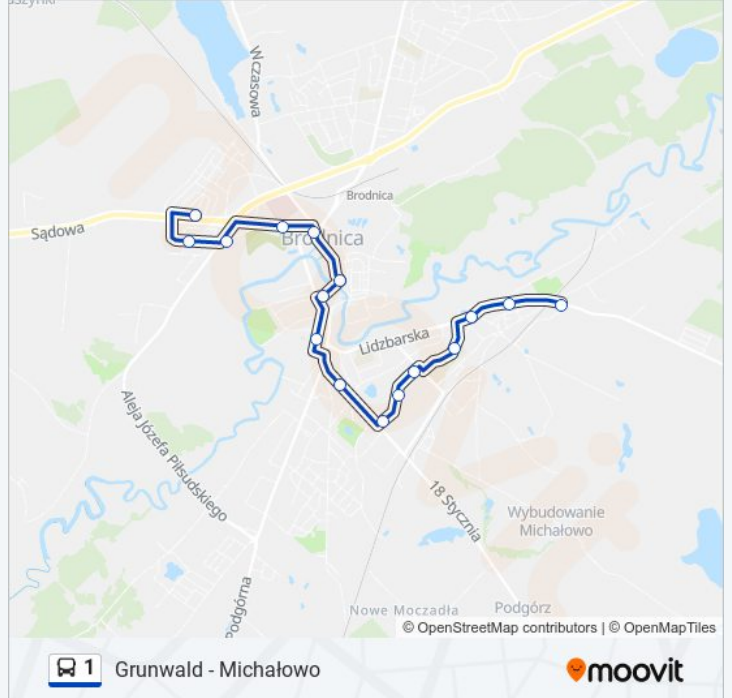 Wczasowa
Brodnica
Sądowa
Brodnica
Lidzbarska
Aleja Józefa Piłsudskiego
18 Stycznia
Wybudowanie
Michałowo
Podgórna
Nowe Moczadła
Podgórz
© OpenStreetMap contributors | © OpenMapTiles
1 Grunwald - Michałowo
moovit